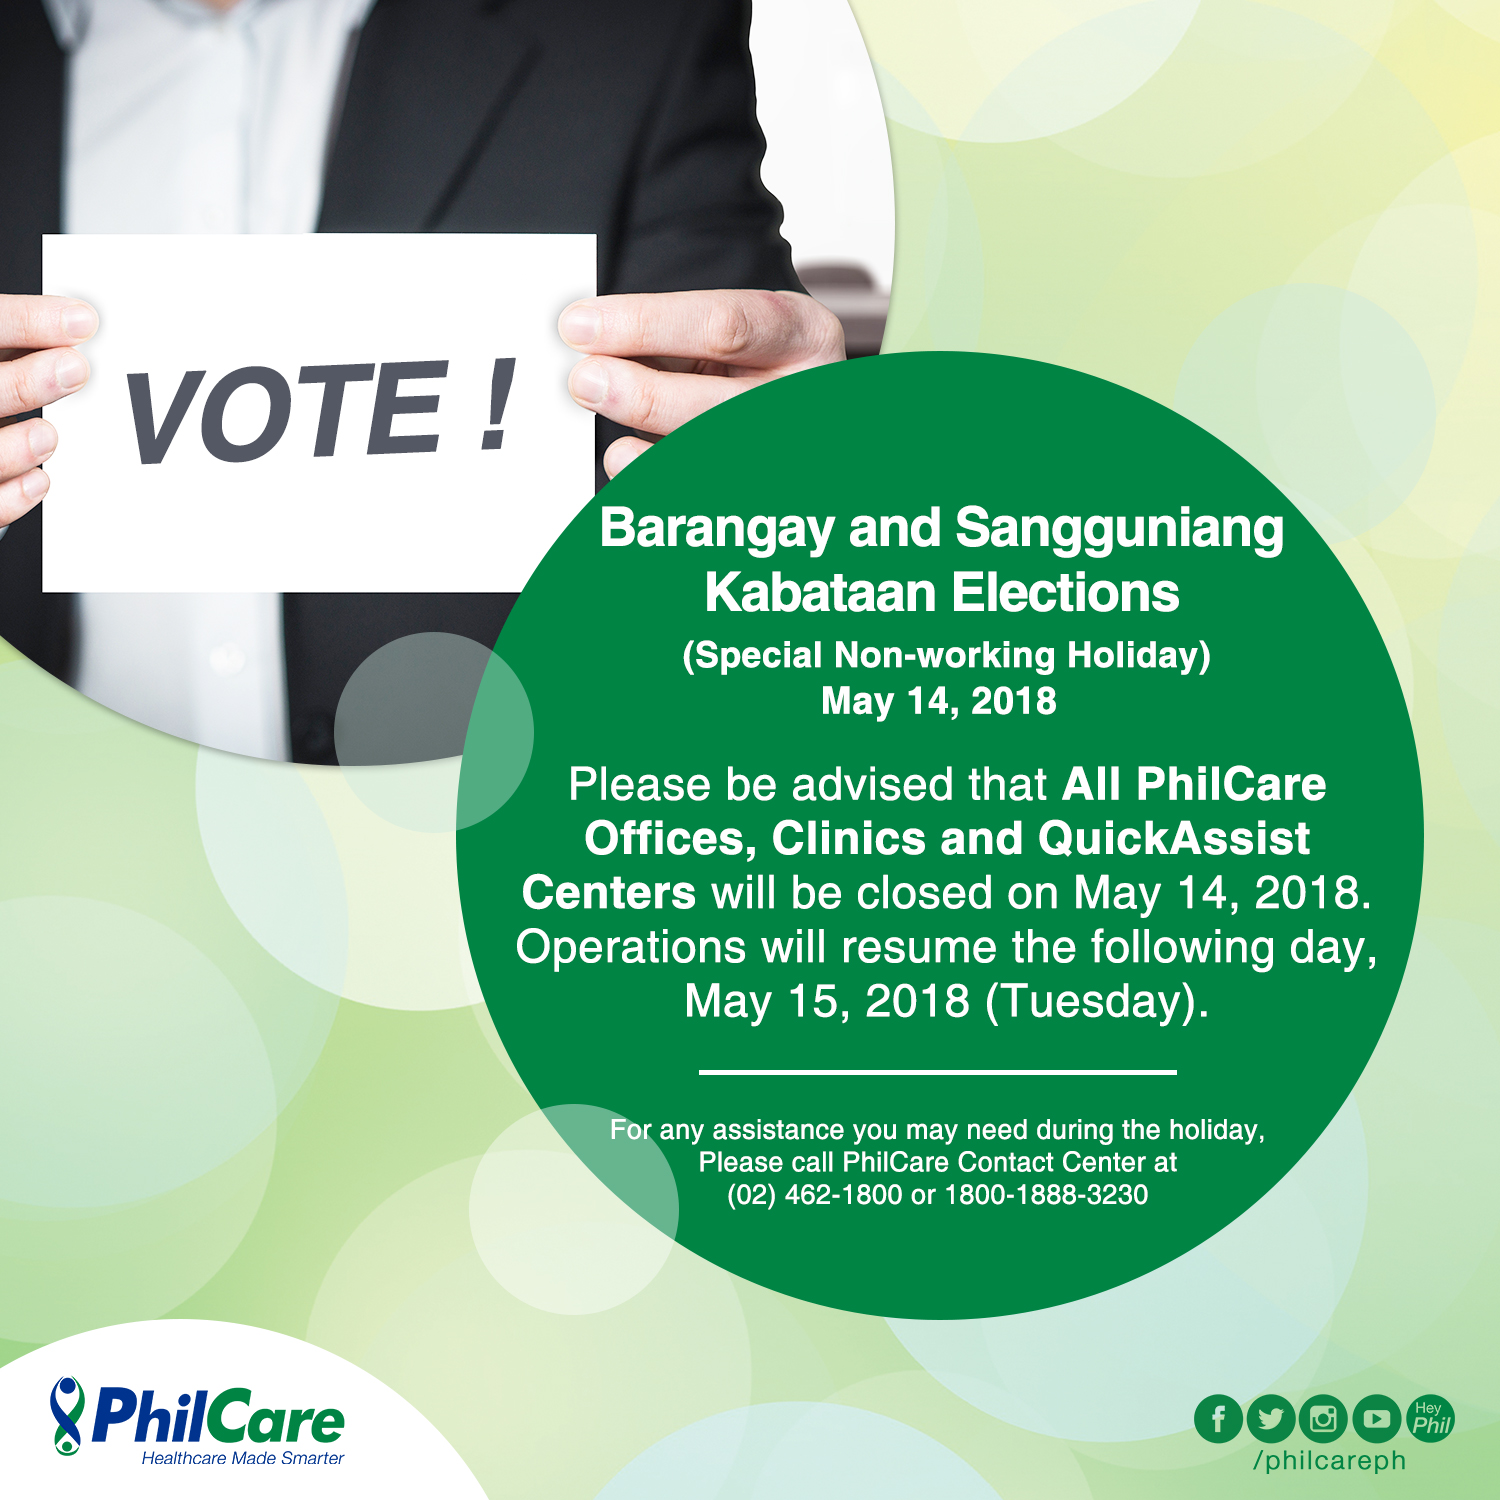 VOTE !
Barangay and Sangguniang
Kabataan Elections
(Special Non-working Holiday)
May 14, 2018
Please be advised that All PhilCare
Offices, Clinics and QuickAssist
Centers will be closed on May 14, 2018.
Operations will resume the following day,
May 15, 2018 (Tuesday).
For any assistance you may need during the holiday,
Please call PhilCare Contact Center at
(02) 462-1800 or 1800-1888-3230
PhilCare
Healthcare Made Smarter
Hey
Phil
/philcareph